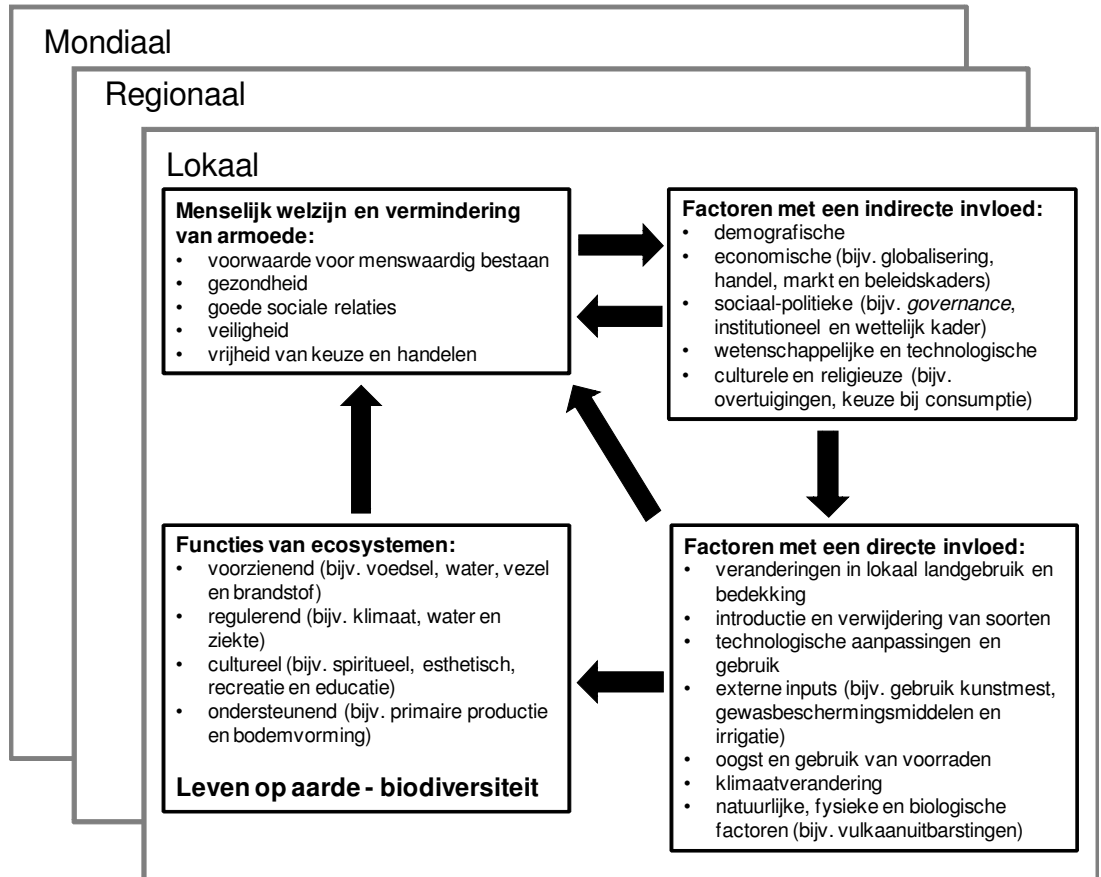 Mondiaal
Regionaal
Lokaal
Menselijk welzijn en vermindering
van armoede:
• voorwaarde voor menswaardig bestaan
• gezondheid
• goede sociale relaties
• veiligheid
• vrijheid van keuze en handelen
Factoren met een indirecte invloed:
• demografische
• economische (bijv. globalisering,
handel, markt en beleidskaders)
• sociaal-politieke (bijv. governance,
institutioneel en wettelijk kader)
• wetenschappelijke en technologische
• culturele en religieuze (bijv.
overtuigingen, keuze bij consumptie)
Functies van ecosystemen:
• voorzienend (bijv. voedsel, water, vezel
en brandstof)
• regulerend (bijv. klimaat, water en
ziekte)
• cultureel (bijv. spiritueel, esthetisch,
recreatie en educatie)
• ondersteunend (bijv. primaire productie
en bodemvorming)
Leven op aarde - biodiversiteit
Factoren met een directe invloed:
• veranderingen in lokaal landgebruik en
bedekking
• introductie en verwijdering van soorten
• technologische aanpassingen en
gebruik
• externe inputs (bijv. gebruik kunstmest,
gewasbeschermingsmiddelen en
irrigatie)
• oogst en gebruik van voorraden
• klimaatverandering
• natuurlijke, fysieke en biologische
factoren (bijv. vulkaanuitbarstingen)